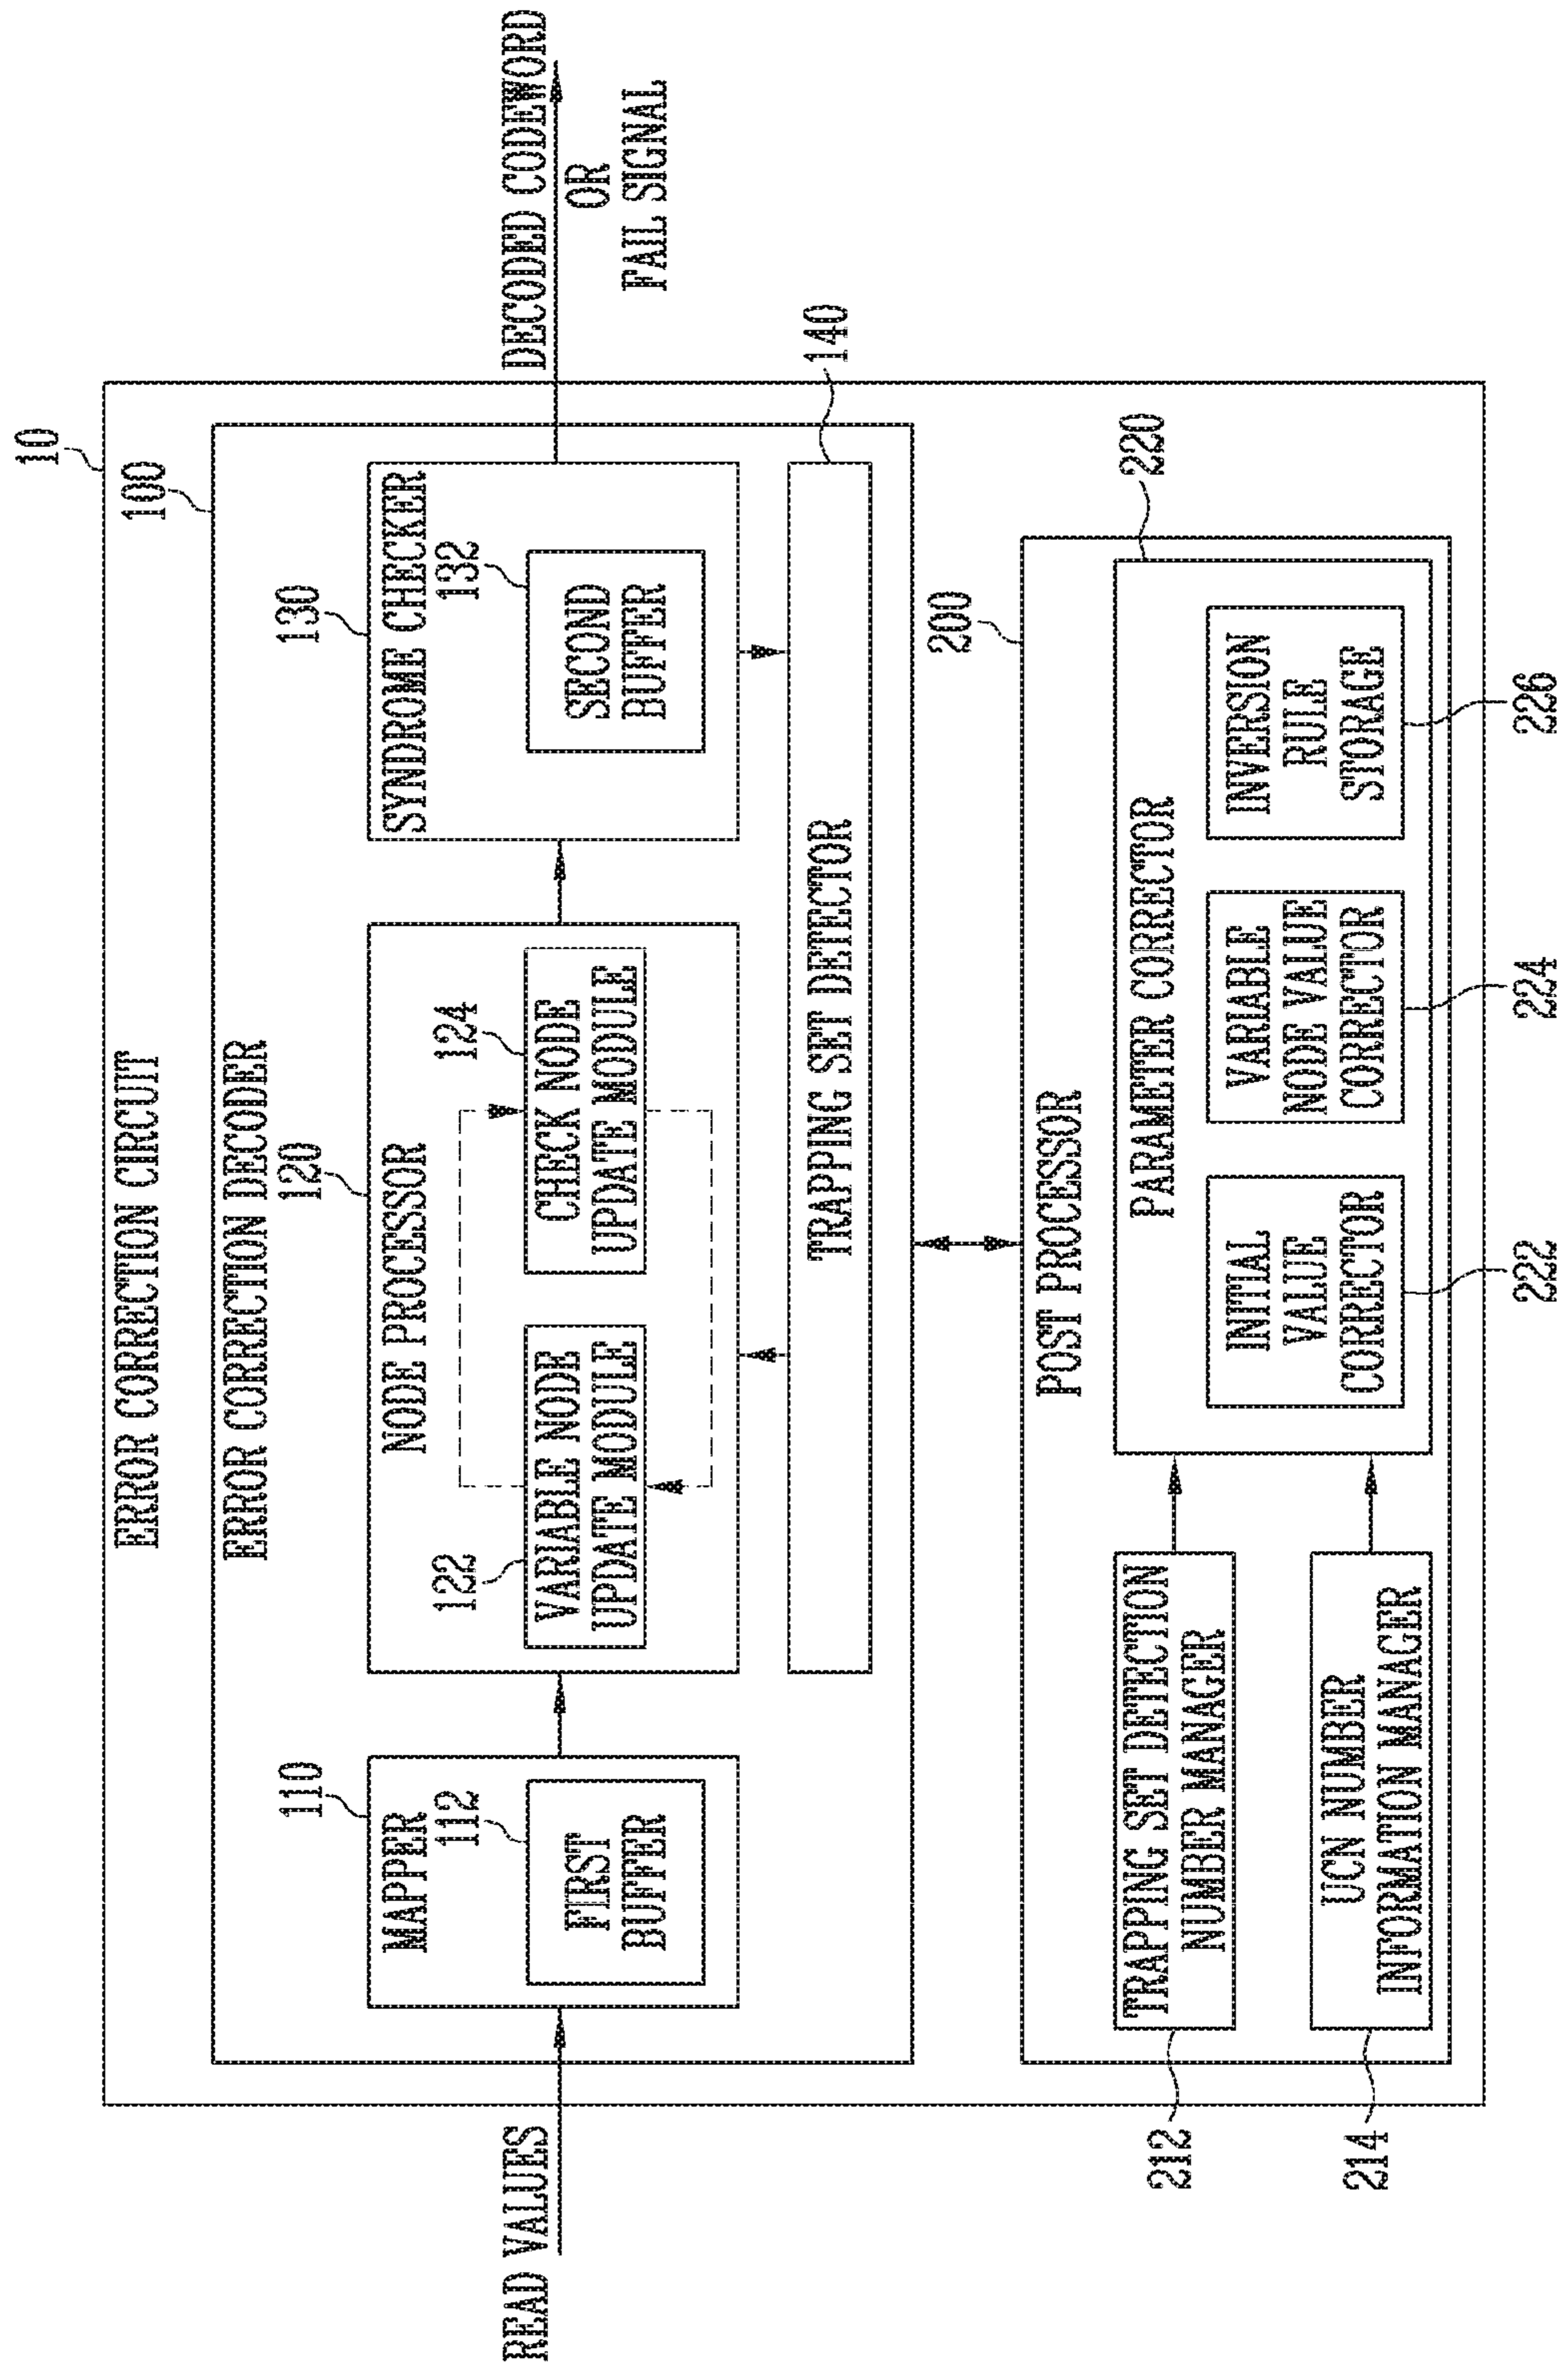 10
ERROR CORRECTION CIRCUIT
100
ERROR CORRECTION DECODER
110
MAPPER
112
FIRST
BUFFER
120
NODE PROCESSOR
122
VARIABLE NODE
UPDATE MODULE
124
CHECK NODE
UPDATE MODULE
130
SYNDROME CHECKER
132
SECOND
BUFFER
READ VALUES
DECODED CODEWORD
OR
FAIL SIGNAL
TRAPPING SET DETECTOR
140
200
POST PROCESSOR
212
TRAPPING SET DETECTION
NUMBER MANAGER
214
UCN NUMBER
INFORMATION MANAGER
220
PARAMETER CORRECTOR
INITIAL
VALUE
CORRECTOR
222
VARIABLE
NODE VALUE
CORRECTOR
224
INVERSION
RULE
STORAGE
226